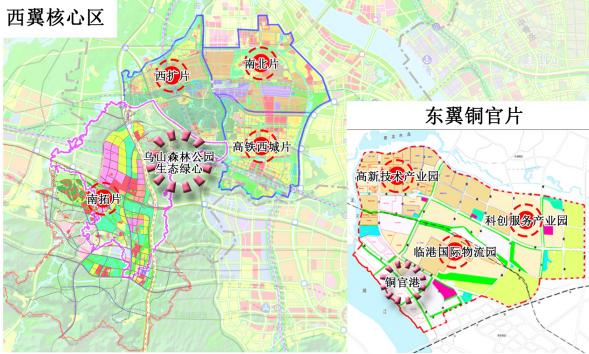 西翼核心区
西扩片
南北片
高铁西城片
乌山森林公园
生态绿心
南拓片
东翼铜官片
高新技术产业园
科创服务产业园
临港国际物流园
铜官港